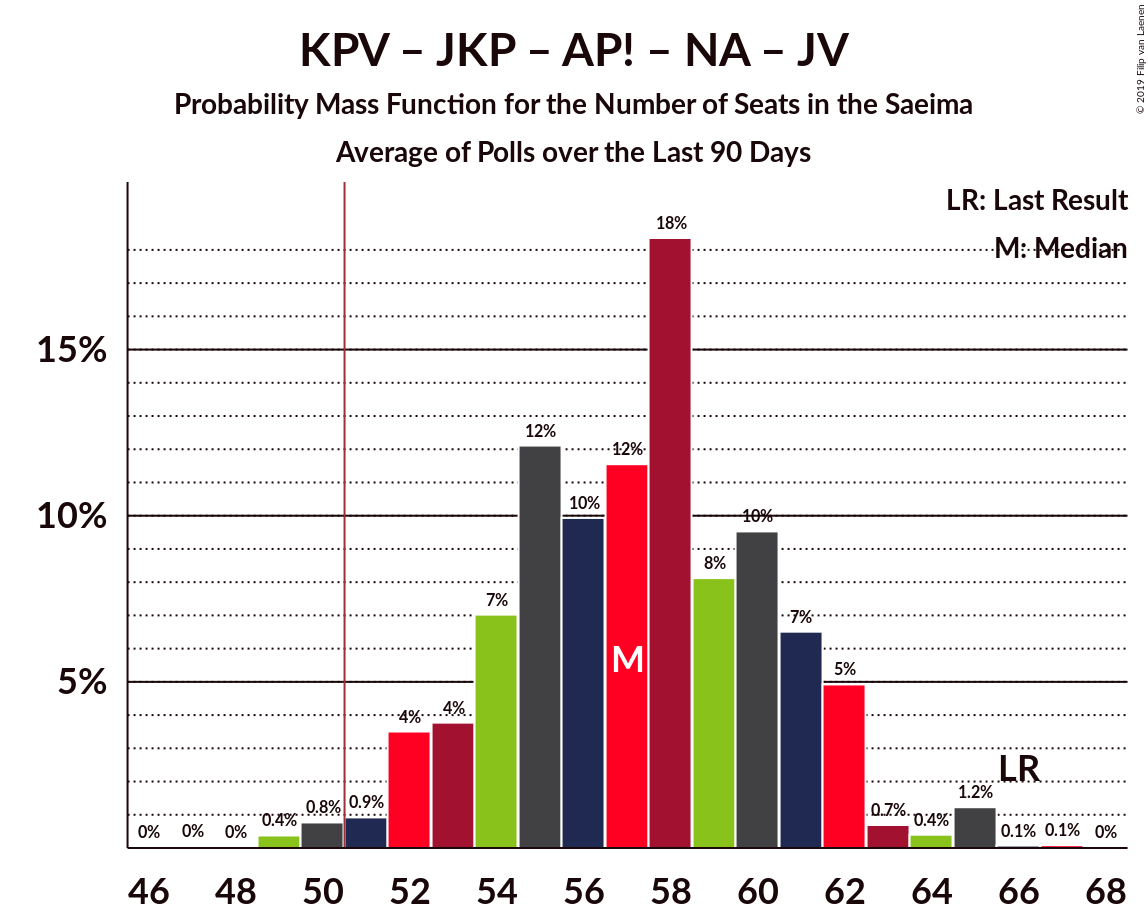 KPV – JKP – AP! – NA – JV
Probability Mass Function for the Number of Seats in the Saeima
Average of Polls over the Last 90 Days
© 2019 Filip van Laenen
LR: Last Result
M: Median
18%
15%
12%
12%
10%
10%
10%
8%
7%
7%
M
5%
5%
4%
4%
LR
1.2%
0.9%
0.8%
0.7%
0.4%
0.4%
0.1%
0.1%
0%
0%
0%
0%
46 48 50 52 54 56 58 60 62 64 66 68